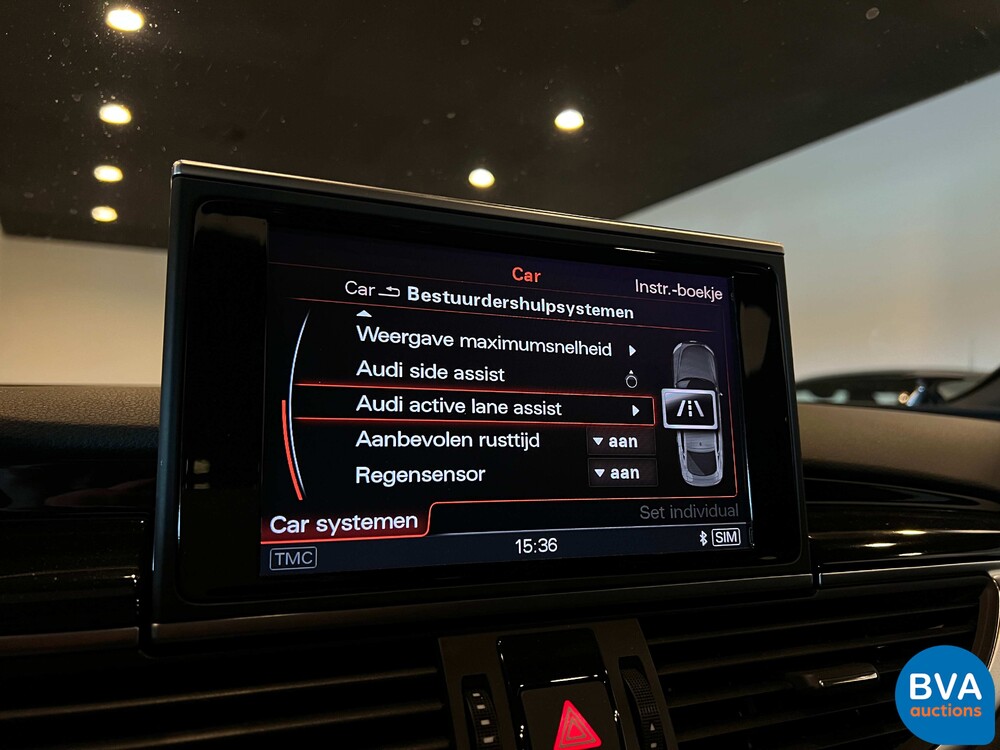 Car
Instr.-boekje
Car Bestuurdershulpsystemen
Weergave maximumsnelheid
Audi side assist
Audi active lane assist
Aanbevolen rusttijd aan
Regensensor aan
Set individual
Car systemen
TMC
15:36
SIM
BVA
auctions